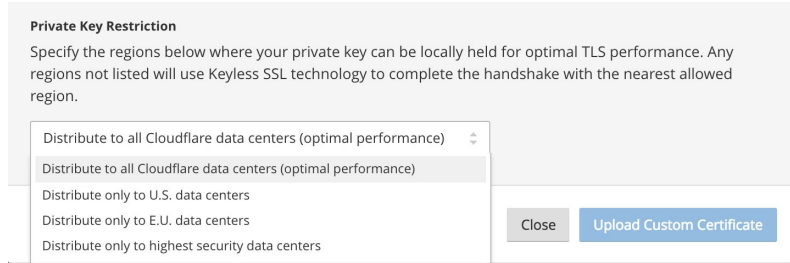 Private Key Restriction
Specify the regions below where your private key can be locally held for optimal TLS performance. Any
regions not listed will use Keyless SSL technology to complete the handshake with the nearest allowed
region.
Distribute to all Cloudflare data centers (optimal performance)
Distribute to all Cloudflare data centers (optimal performance)
Distribute only to U.S. data centers
Distribute only to E.U. data centers
Distribute only to highest security data centers
Close
Upload Custom Certificate